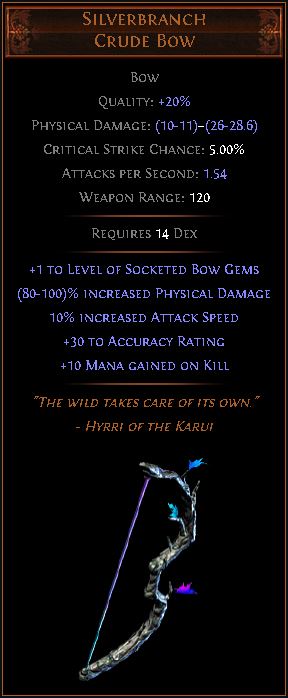 Silverbranch
Crude Bow
Bow
Quality: +20%
Physical Damage: (10-11)–(26-28.6)
Critical Strike Chance: 5.00%
Attacks per Second: 1.54
Weapon Range: 120
Requires 14 Dex
+1 to Level of Socketed Bow Gems
(80-100)% increased Physical Damage
10% increased Attack Speed
+30 to Accuracy Rating
+10 Mana gained on Kill
"The wild takes care of its own."
- Hyrri of the Karui